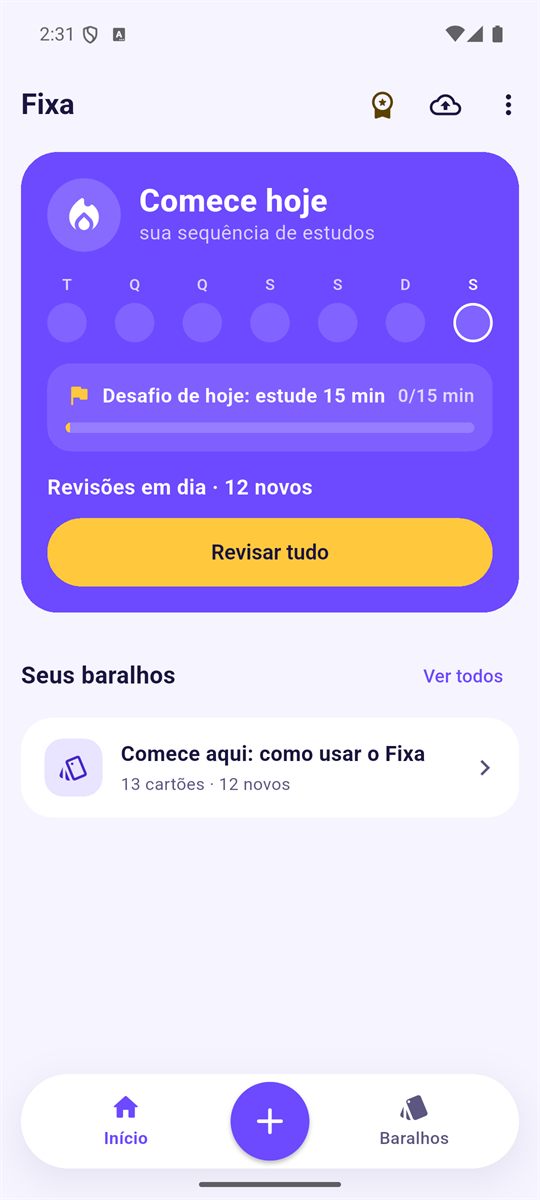 2:31
Fixa
Comece hoje
sua sequência de estudos
T Q Q S S D S
Desafio de hoje: estude 15 min 0/15 min
Revisões em dia · 12 novos
Revisar tudo
Seus baralhos Ver todos
Comece aqui: como usar o Fixa
13 cartões · 12 novos
Início Baralhos